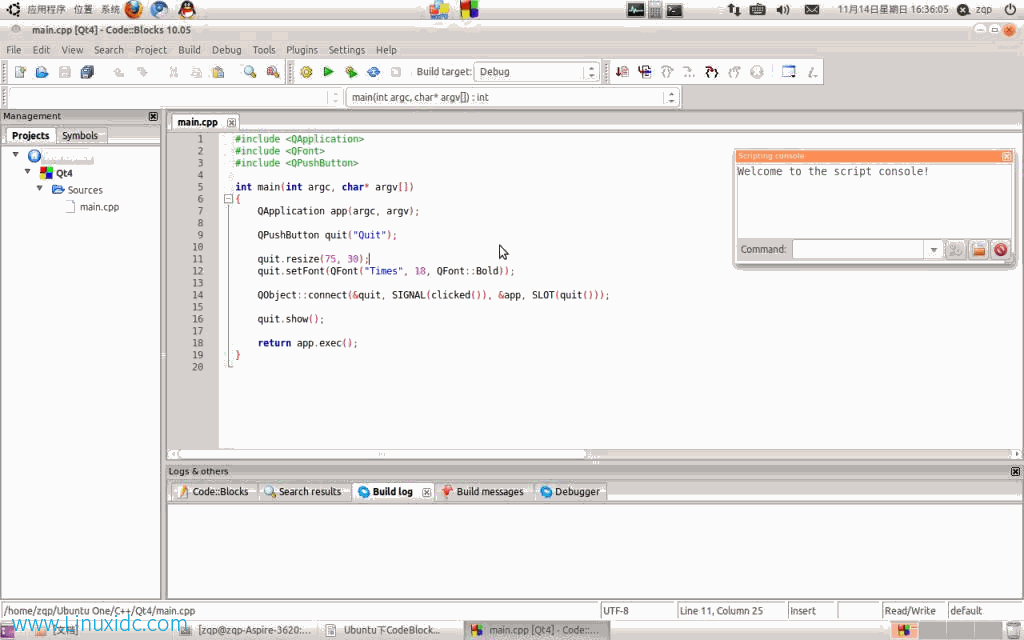 应用程序 位置 系统 11月14日星期日 16:36:05 zqp
main.cpp [Qt4] - Code::Blocks 10.05
File Edit View Search Project Build Debug Tools Plugins Settings Help
Build target: Debug
main(int argc, char* argv[]) : int
Management
Projects Symbols
Qt4
Sources
main.cpp
main.cpp
1 #include <QApplication>
2 #include <QFont>
3 #include <QPushButton>
4
5 int main(int argc, char* argv[])
6 {
7 QApplication app(argc, argv);
8
9 QPushButton quit("Quit");
10
11 quit.resize(75, 30);
12 quit.setFont(QFont("Times", 18, QFont::Bold));
13
14 QObject::connect(&quit, SIGNAL(clicked()), &app, SLOT(quit()));
15
16 quit.show();
17
18 return app.exec();
19 }
20
Scripting console
Welcome to the script console!
Command:
Logs & others
Code::Blocks Search results Build log Build messages Debugger
/home/zqp/Ubuntu One/C++/Qt4/main.cpp UTF-8 Line 11, Column 25 Insert Read/Write default
www.Linuxidc.com
[文档] [zqp@zqp-Aspire-3620:... Ubuntu下CodeBlock... main.cpp [Qt4] - Code::...